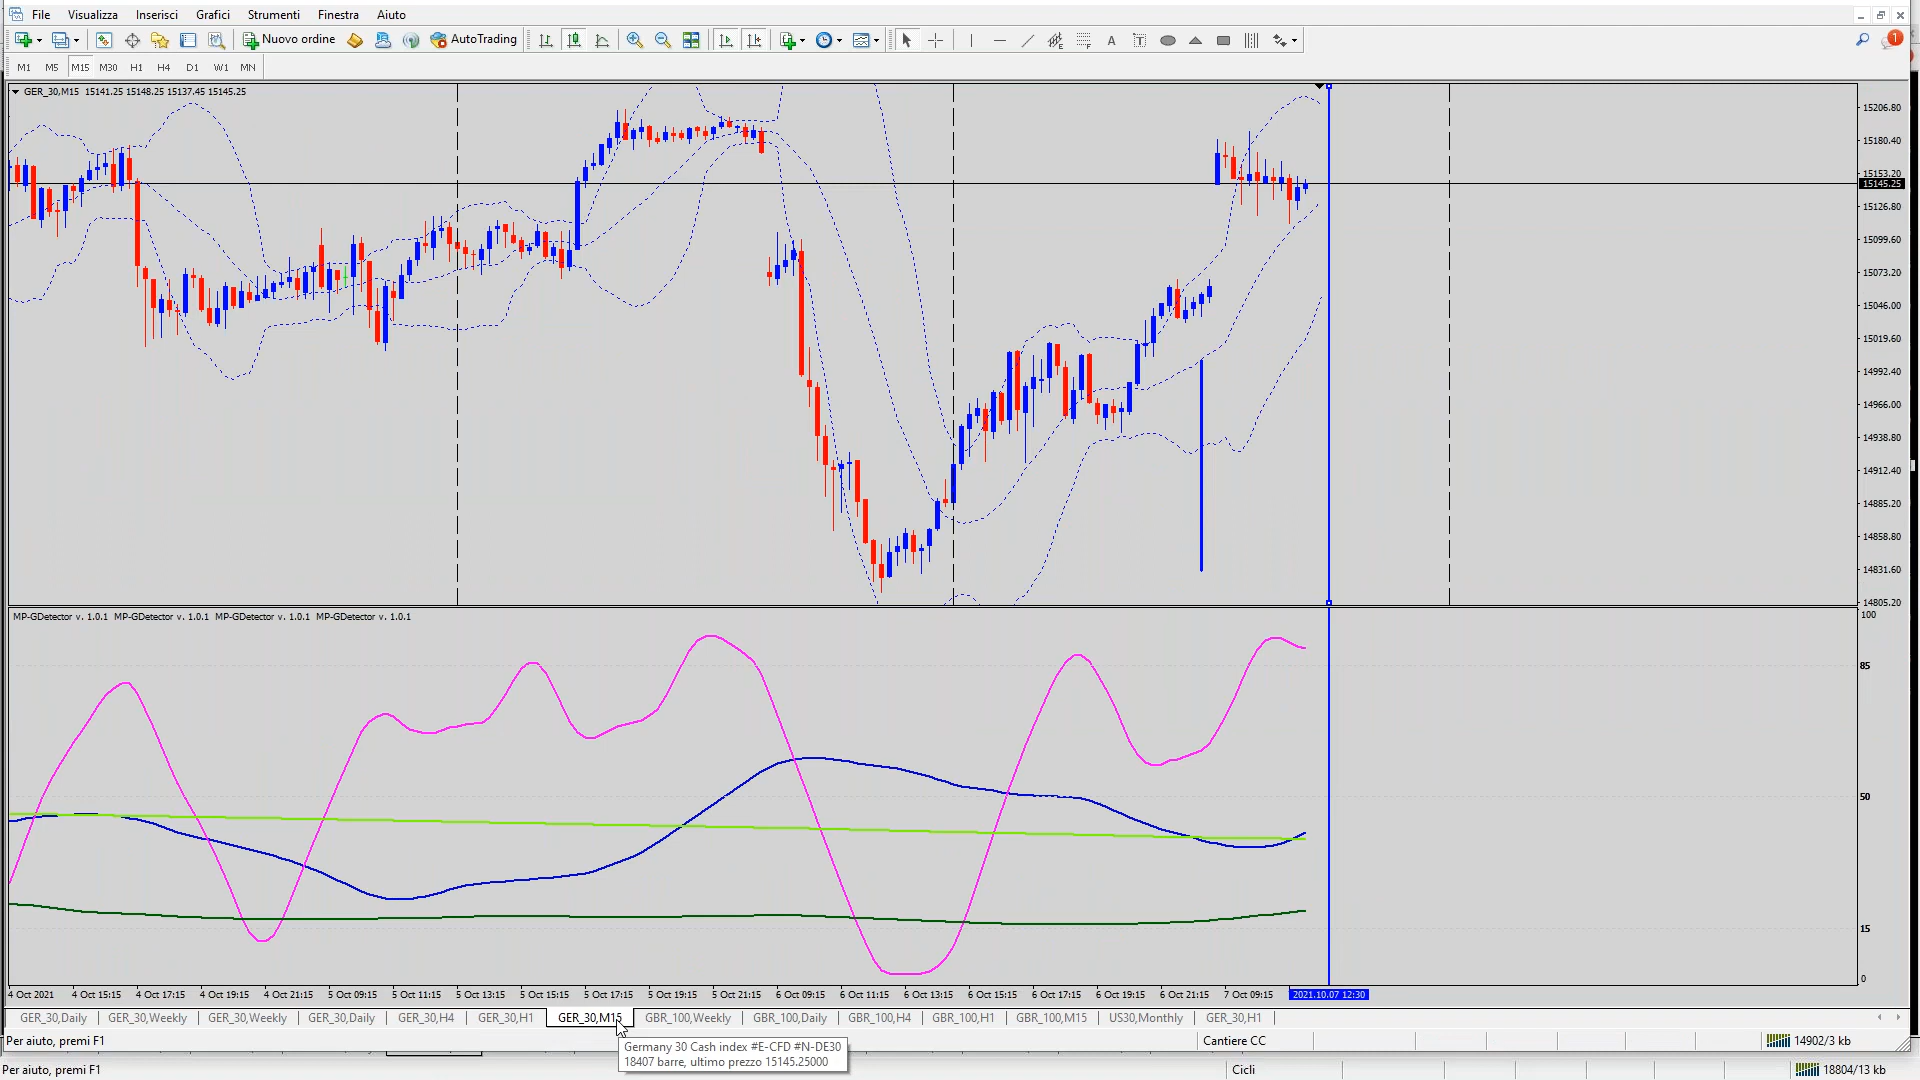 File Visualizza Inserisci Grafici Strumenti Finestra Aiuto
Nuovo ordine AutoTrading
1
M1 M5 M15 M30 H1 H4 D1 W1 MN
GER_30,M15 15141.25 15148.25 15137.45 15145.25
15206.80
15180.40
15153.20
15145.25
15126.80
15099.60
15073.20
15046.00
15019.60
14992.40
14966.00
14938.80
14912.40
14885.20
14858.80
14831.60
14805.20
MP-GDetector v. 1.0.1 MP-GDetector v. 1.0.1 MP-GDetector v. 1.0.1 MP-GDetector v. 1.0.1
100
85
50
15
0
4 Oct 2021 4 Oct 15:15 4 Oct 17:15 4 Oct 19:15 4 Oct 21:15 5 Oct 09:15 5 Oct 11:15 5 Oct 13:15 5 Oct 15:15 5 Oct 17:15 5 Oct 19:15 5 Oct 21:15 6 Oct 09:15 6 Oct 11:15 6 Oct 13:15 6 Oct 15:15 6 Oct 17:15 6 Oct 19:15 6 Oct 21:15 7 Oct 09:15 2021.10.07 12:30
GER_30,Daily GER_30,Weekly GER_30,Weekly GER_30,Daily GER_30,H4 GER_30,H1 GER_30,M15 GBR_100,Weekly GBR_100,Daily GBR_100,H4 GBR_100,H1 GBR_100,M15 US30,Monthly GER_30,H1
Per aiuto, premi F1 Cantiere CC 14902/3 kb
Germany 30 Cash index #E-CFD #N-DE30
18407 barre, ultimo prezzo 15145.25000
Per aiuto, premi F1 Cicli 18804/13 kb